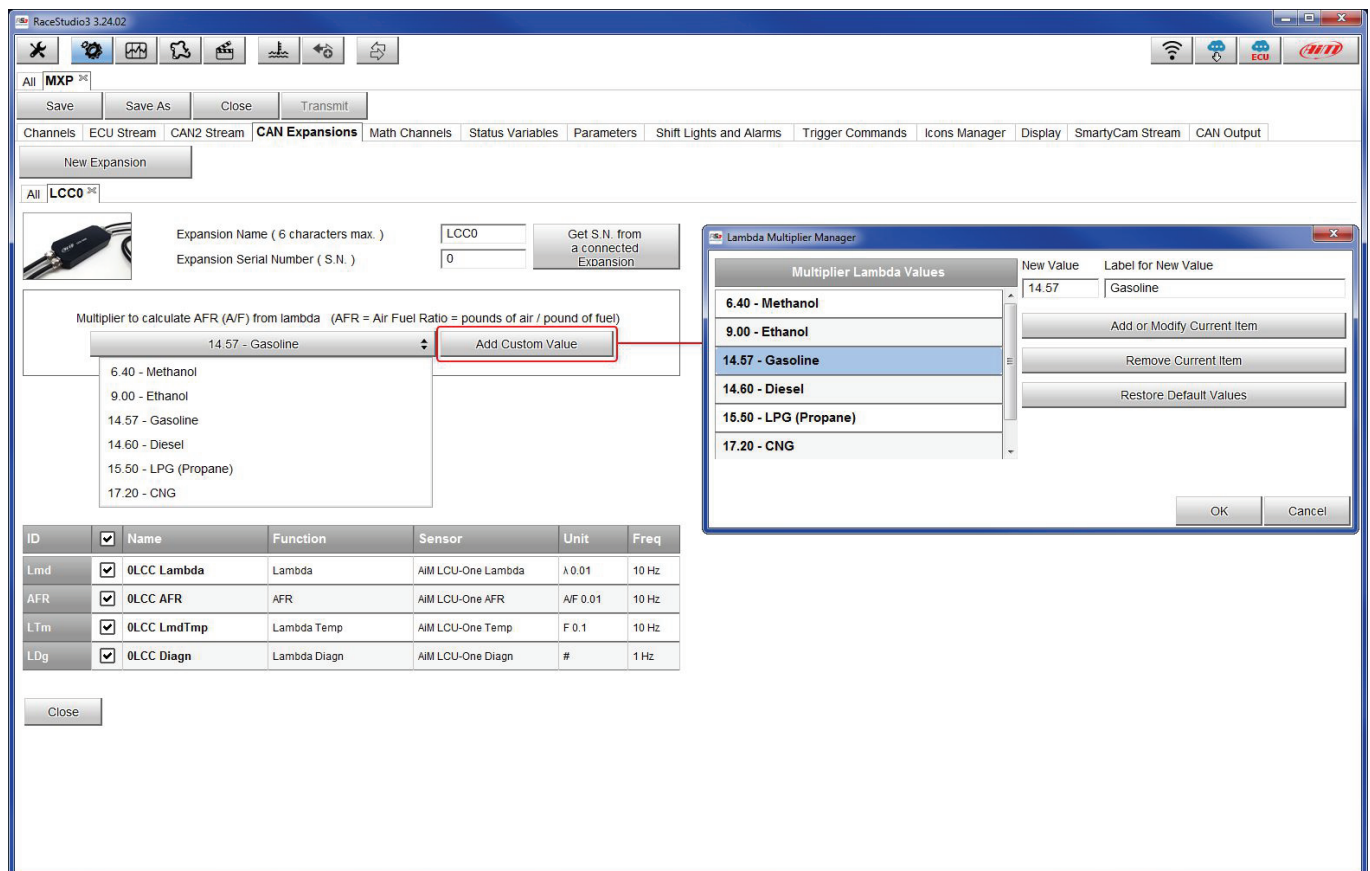 RaceStudio3 3.24.02
ECU
AiM
All MXP
Save Save As Close Transmit
Channels ECU Stream CAN2 Stream CAN Expansions Math Channels Status Variables Parameters Shift Lights and Alarms Trigger Commands Icons Manager Display SmartyCam Stream CAN Output
New Expansion
All LCC0
Expansion Name ( 6 characters max. ) LCC0
Expansion Serial Number ( S.N. ) 0
Get S.N. from
a connected
Expansion
Multiplier to calculate AFR (A/F) from lambda (AFR = Air Fuel Ratio = pounds of air / pound of fuel)
14.57 - Gasoline Add Custom Value
6.40 - Methanol
9.00 - Ethanol
14.57 - Gasoline
14.60 - Diesel
15.50 - LPG (Propane)
17.20 - CNG
Lambda Multiplier Manager
Multiplier Lambda Values
6.40 - Methanol
9.00 - Ethanol
14.57 - Gasoline
14.60 - Diesel
15.50 - LPG (Propane)
17.20 - CNG
New Value Label for New Value
14.57 Gasoline
Add or Modify Current Item
Remove Current Item
Restore Default Values
OK Cancel
ID Name Function Sensor Unit Freq
Lmd 0LCC Lambda Lambda AiM LCU-One Lambda λ 0.01 10 Hz
AFR 0LCC AFR AFR AiM LCU-One AFR A/F 0.01 10 Hz
LTm 0LCC LmdTmp Lambda Temp AiM LCU-One Temp F 0.1 10 Hz
LDg 0LCC Diagn Lambda Diagn AiM LCU-One Diagn # 1 Hz
Close